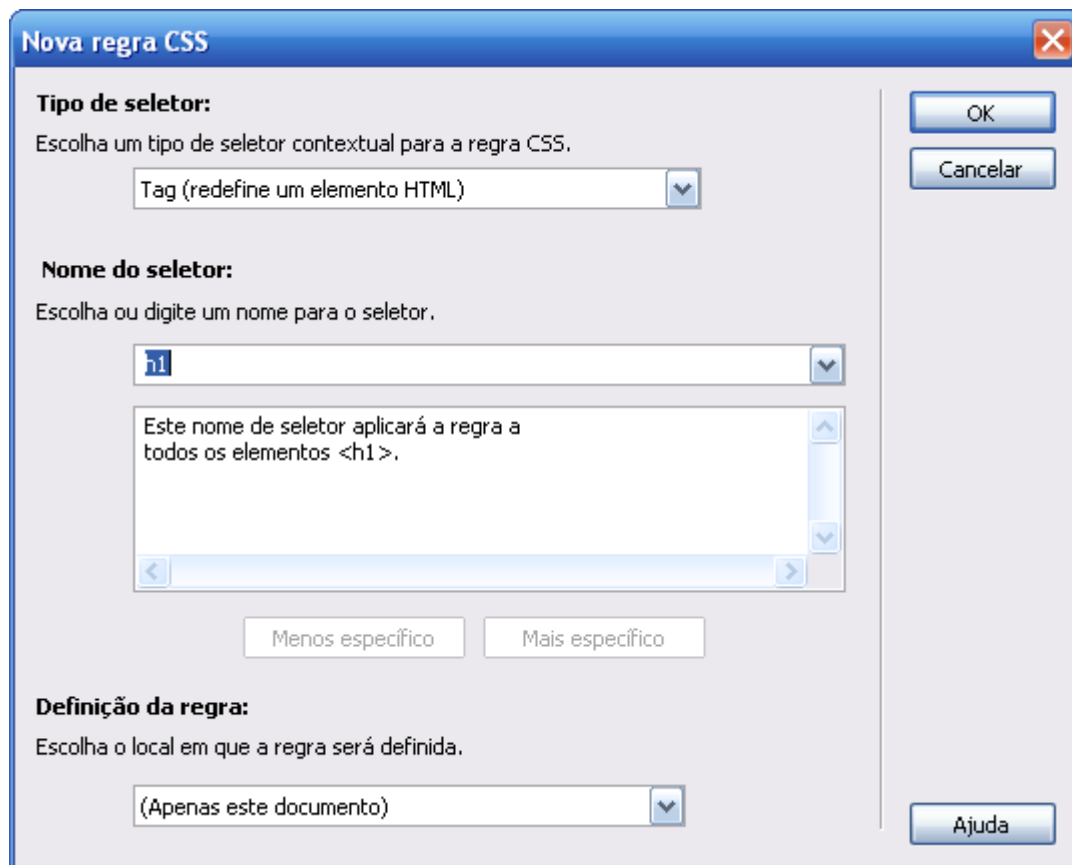 Nova regra CSS
Tipo de seletor:
Escolha um tipo de seletor contextual para a regra CSS.
Tag (redefine um elemento HTML)
OK
Cancelar
Nome do seletor:
Escolha ou digite um nome para o seletor.
h1
Este nome de seletor aplicará a regra a
todos os elementos <h1>.
Menos específico
Mais específico
Definição da regra:
Escolha o local em que a regra será definida.
(Apenas este documento)
Ajuda